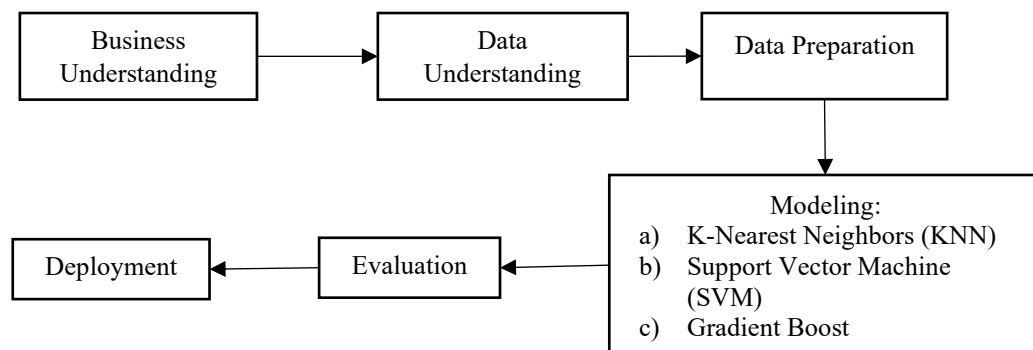 Business
Understanding
Data
Understanding
Data Preparation
Modeling:
a) K-Nearest Neighbors (KNN)
b) Support Vector Machine
(SVM)
c) Gradient Boost
Evaluation
Deployment